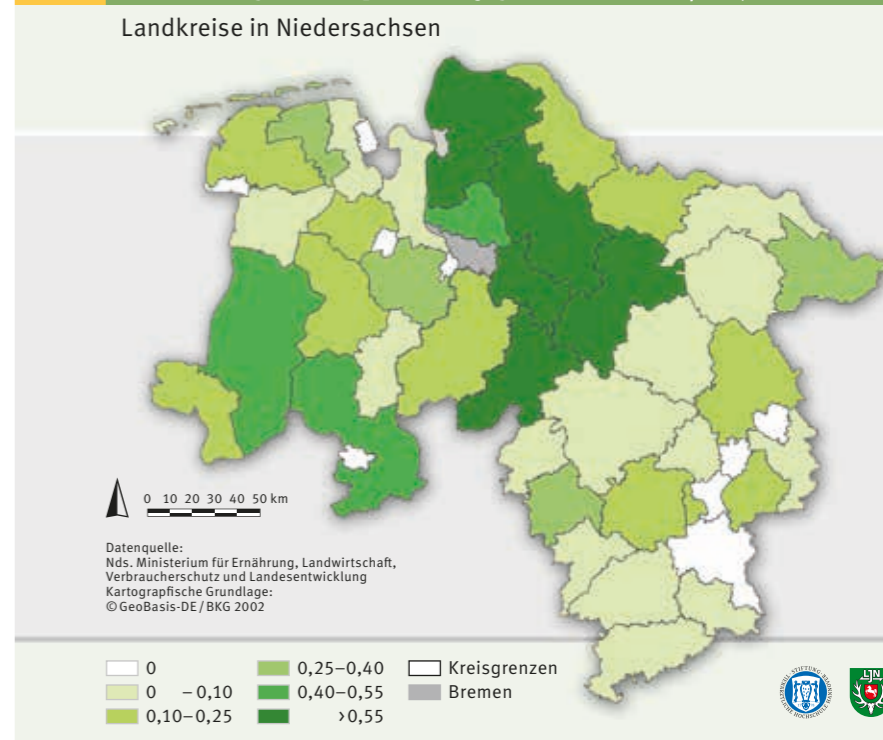 Landkreise in Niedersachsen
0 10 20 30 40 50 km
Datenquelle:
Nds. Ministerium für Ernährung, Landwirtschaft,
Verbraucherschutz und Landesentwicklung
Kartografische Grundlage:
© GeoBasis-DE / BKG 2002
0
0 – 0,10
0,10–0,25
0,25–0,40
0,40–0,55
>0,55
Kreisgrenzen
Bremen
STIFTUNG
LJN